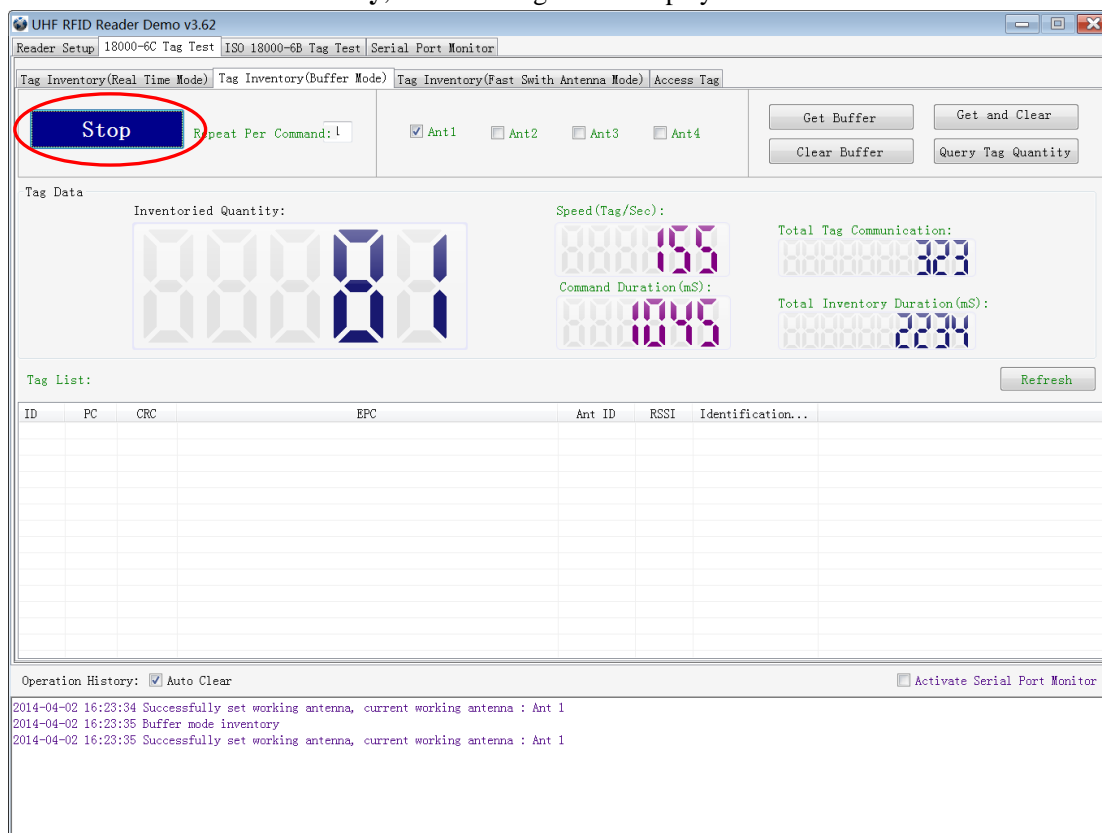 UHF RFID Reader Demo v3.62
Reader Setup 18000-6C Tag Test ISO 18000-6B Tag Test Serial Port Monitor
Tag Inventory(Real Time Mode) Tag Inventory(Buffer Mode) Tag Inventory(Fast Swith Antenna Mode) Access Tag
Stop Repeat Per Command: 1 Ant1 Ant2 Ant3 Ant4
Get Buffer Get and Clear
Clear Buffer Query Tag Quantity
Tag Data
Inventoried Quantity: Speed(Tag/Sec):
81 155
Total Tag Communication:
323
Command Duration(mS):
1045
Total Inventory Duration(mS):
2234
Tag List: Refresh
ID PC CRC EPC Ant ID RSSI Identification...
Operation History: Auto Clear Activate Serial Port Monitor
2014-04-02 16:23:34 Successfully set working antenna, current working antenna : Ant 1
2014-04-02 16:23:35 Buffer mode inventory
2014-04-02 16:23:35 Successfully set working antenna, current working antenna : Ant 1